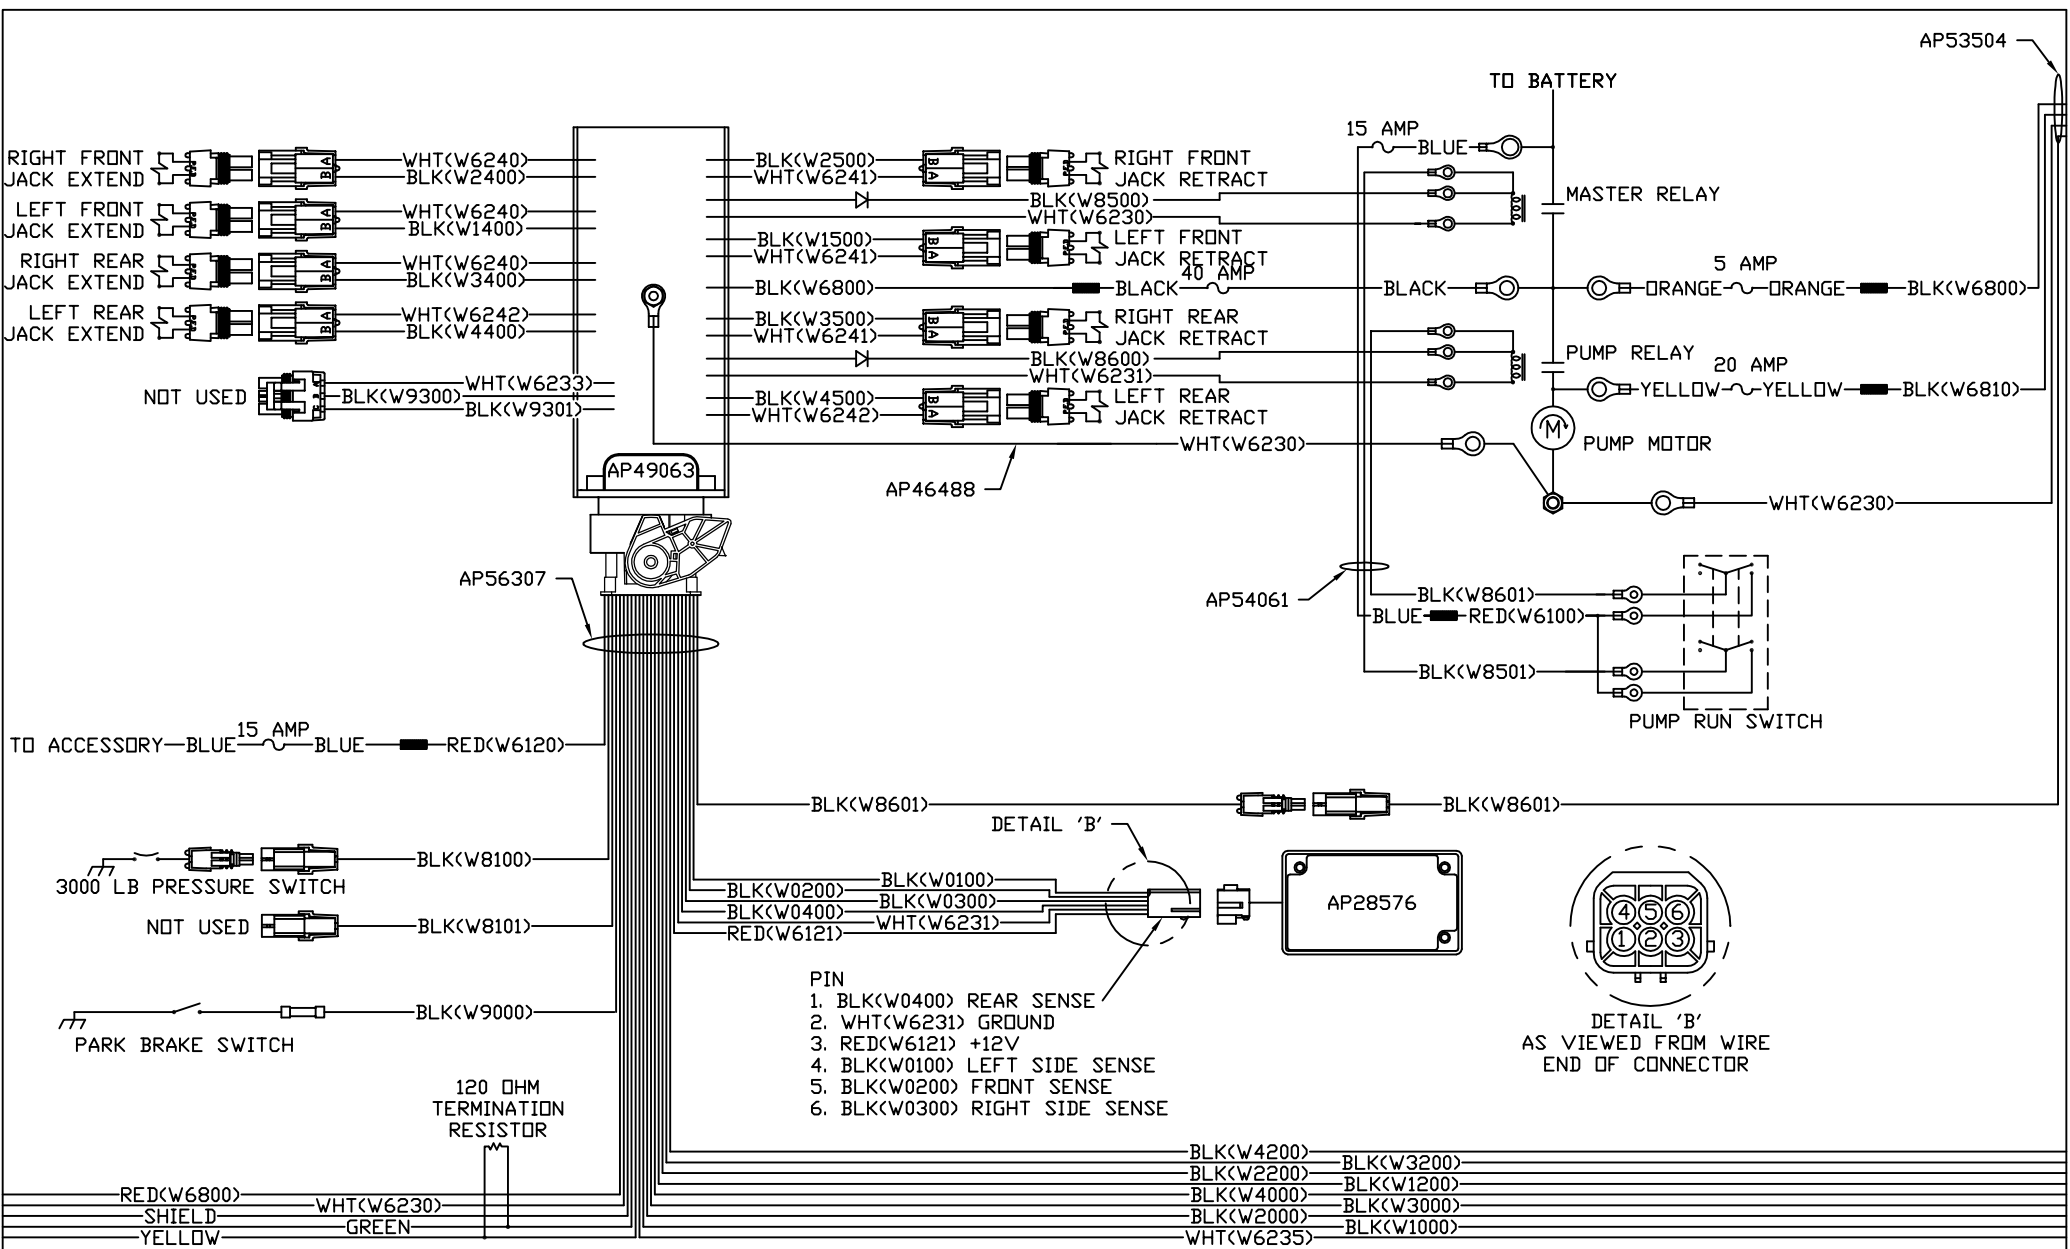 AP53504
TO BATTERY
15 AMP
BLUE
RIGHT FRONT
JACK EXTEND
A
B
WHT(W6240)
BLK(W2400)
BLK(W2500)
WHT(W6241)
B
A
RIGHT FRONT
JACK RETRACT
BLK(W8500)
WHT(W6230)
MASTER RELAY
LEFT FRONT
JACK EXTEND
A
B
WHT(W6240)
BLK(W1400)
BLK(W1500)
WHT(W6241)
B
A
LEFT FRONT
JACK RETRACT
RIGHT REAR
JACK EXTEND
A
B
WHT(W6240)
BLK(W3400)
BLK(W6800)
BLACK
40 AMP
BLACK
5 AMP
ORANGE
ORANGE
BLK(W6800)
LEFT REAR
JACK EXTEND
A
B
WHT(W6242)
BLK(W4400)
BLK(W3500)
WHT(W6241)
B
A
RIGHT REAR
JACK RETRACT
BLK(W8600)
WHT(W6231)
PUMP RELAY
20 AMP
YELLOW
YELLOW
BLK(W6810)
NOT USED
WHT(W6233)
BLK(W9300)
BLK(W9301)
BLK(W4500)
WHT(W6242)
B
A
LEFT REAR
JACK RETRACT
M
PUMP MOTOR
WHT(W6230)
AP49063
AP46488
WHT(W6230)
AP56307
AP54061
BLK(W8601)
BLUE
RED(W6100)
BLK(W8501)
PUMP RUN SWITCH
TO ACCESSORY
BLUE
15 AMP
BLUE
RED(W6120)
BLK(W8601)
BLK(W8601)
DETAIL 'B'
BLK(W8100)
3000 LB PRESSURE SWITCH
NOT USED
BLK(W8101)
BLK(W0100)
BLK(W0200)
BLK(W0300)
BLK(W0400)
WHT(W6231)
RED(W6121)
AP28576
4 5 6
1 2 3
PIN
1. BLK(W0400) REAR SENSE
2. WHT(W6231) GROUND
3. RED(W6121) +12V
4. BLK(W0100) LEFT SIDE SENSE
5. BLK(W0200) FRONT SENSE
6. BLK(W0300) RIGHT SIDE SENSE
DETAIL 'B'
AS VIEWED FROM WIRE
END OF CONNECTOR
BLK(W9000)
PARK BRAKE SWITCH
120 OHM
TERMINATION
RESISTOR
RED(W6800)
WHT(W6230)
SHIELD
GREEN
YELLOW
BLK(W4200)
BLK(W3200)
BLK(W2200)
BLK(W1200)
BLK(W4000)
BLK(W3000)
BLK(W2000)
BLK(W1000)
WHT(W6235)